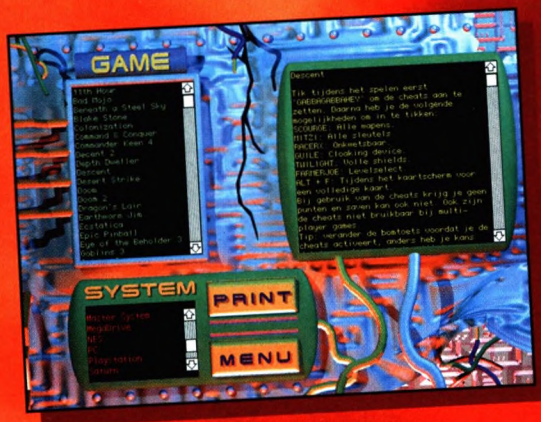 GAME
11th Hour
Bad Mojo
Beneath a Steel Sky
Blake Stone
Colonization
Command & Conquer
Commander Keen 4
Decent 2
Depth Dweller
Descent
Desert Strike
Doom
Doom 2
Dragon's Lair
Earthworm Jim
Ecstatica
Epic Pinball
Eye of the Beholder 3
Goblins 3
Descent
Tik tijdens het spelen eerst
'GABBAGABBAHEY' om de cheats aan te
zetten. Daarna heb je de volgende
mogelijkheden om in te tikken:
SCOURGE: Alle wapens.
MITZI: Alle sleutels
RACERX: Onkwetsbaar
GUILE: Cloaking device
TWILIGHT: Volle shields
FARMERJOE: Levelselect
ALT + F: Tijdens het kaartscherm voor
een volledige kaart
Bij gebruik van de cheats krijg je geen
punten en saven kan ook niet. Ook zijn
de cheats niet bruikbaar bij multi-
player games
Tip: verander de bomtoets voordat je de
cheats activeert, anders heb je kans
SYSTEM
Master System
MegaDrive
NES
PC
Playstation
Saturn
PRINT
MENU